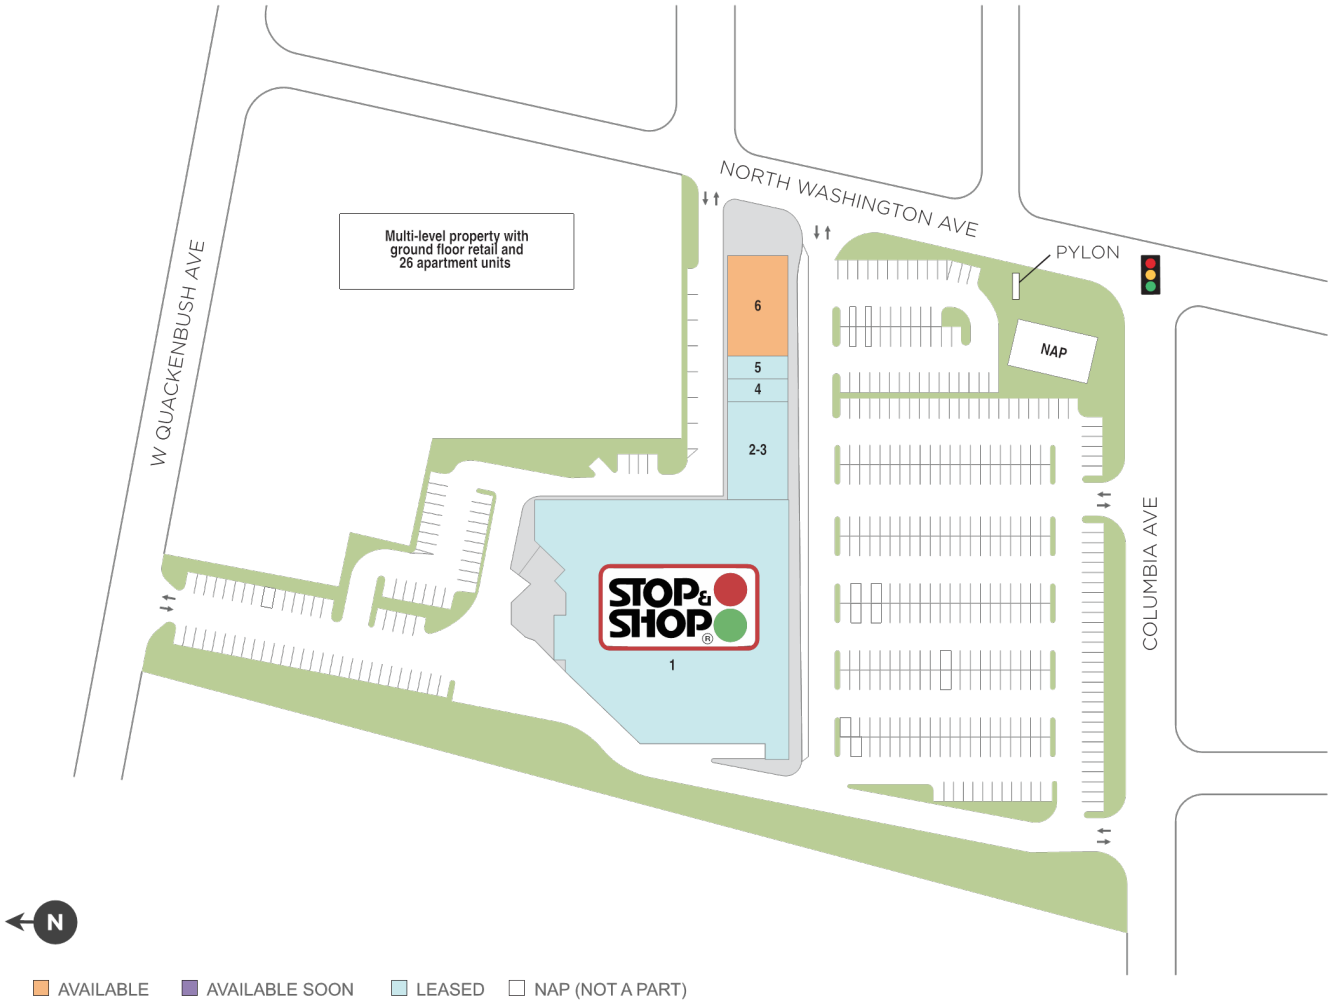 NORTH WASHINGTON AVE
Multi-level property with
ground floor retail and
26 apartment units
W QUACKENBUSH AVE
PYLON
6
NAP
5
4
2-3
COLUMBIA AVE
STOP &
SHOP ®
1
N
AVAILABLE
AVAILABLE SOON
LEASED
NAP (NOT A PART)